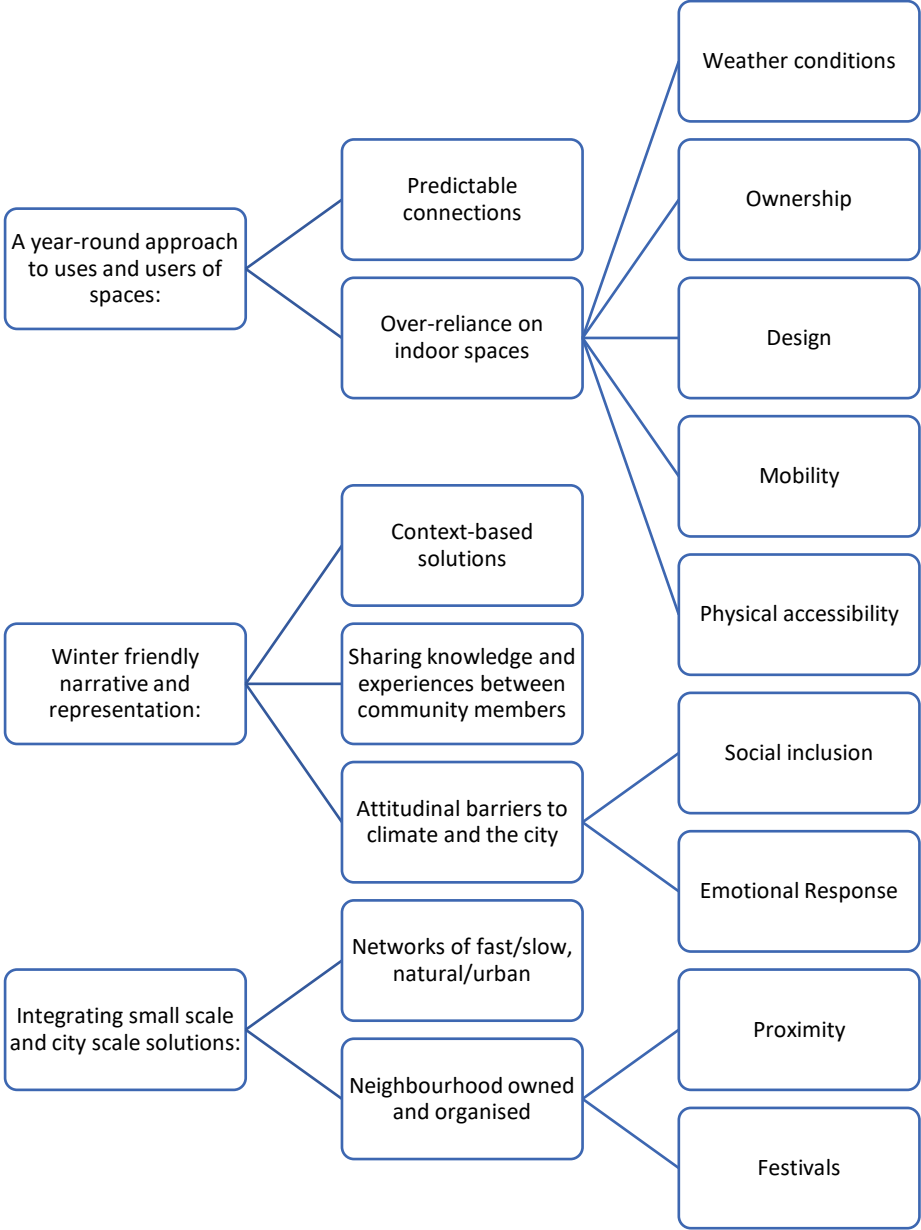 A year-round approach
to uses and users of
spaces:
Predictable
connections
Over-reliance on
indoor spaces
Weather conditions
Ownership
Design
Mobility
Physical accessibility
Winter friendly
narrative and
representation:
Context-based
solutions
Sharing knowledge and
experiences between
community members
Attitudinal barriers to
climate and the city
Social inclusion
Emotional Response
Integrating small scale
and city scale solutions:
Networks of fast/slow,
natural/urban
Neighbourhood owned
and organised
Proximity
Festivals